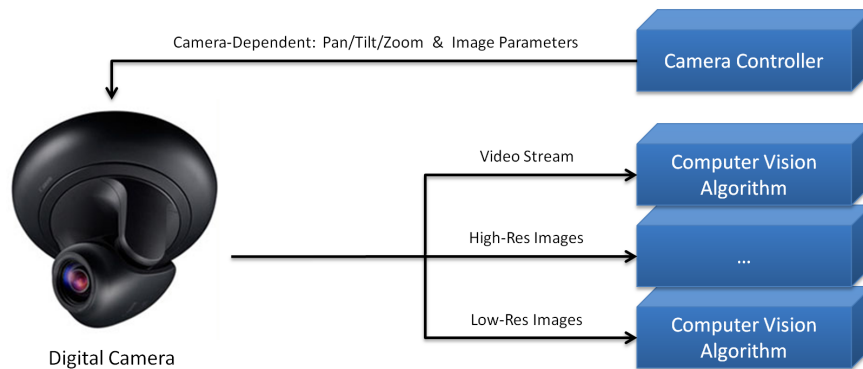 Camera-Dependent: Pan/Tilt/Zoom & Image Parameters
Camera Controller
Video Stream
Computer Vision
Algorithm
High-Res Images
...
Low-Res Images
Computer Vision
Algorithm
Digital Camera